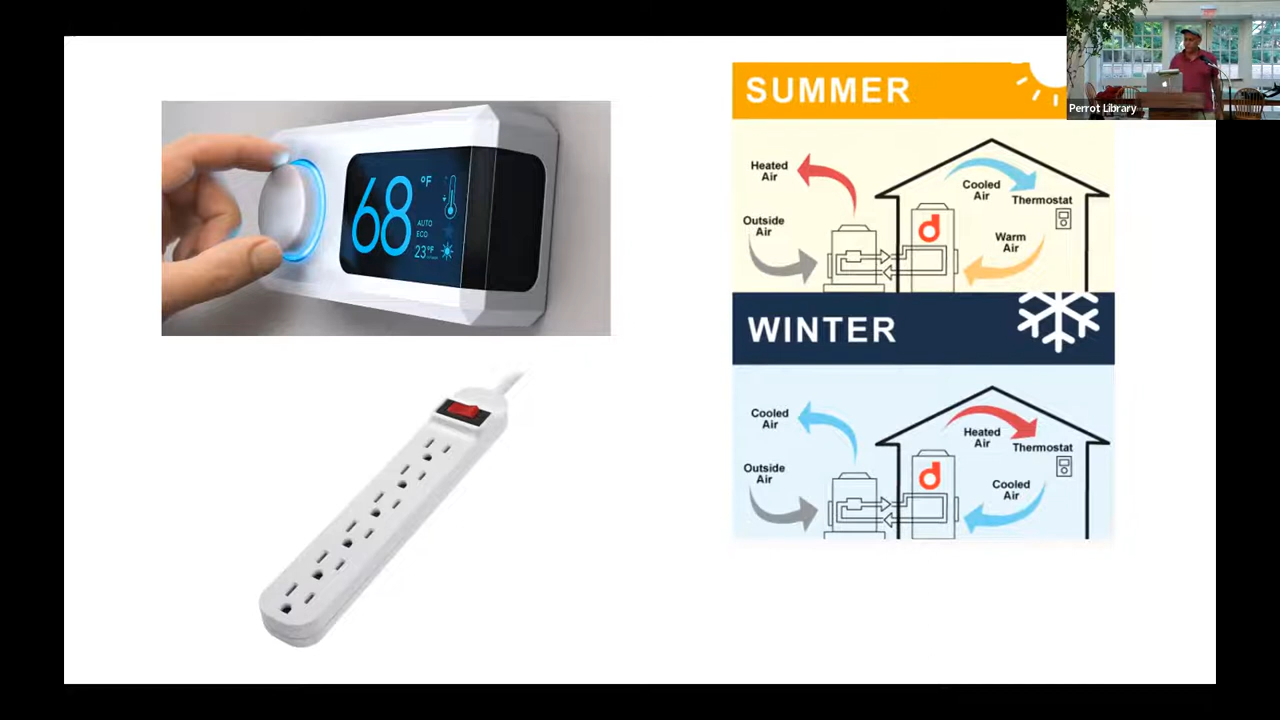 68
°F
AUTO
ECO
23°F
SUMMER
Heated
Air
Outside
Air
Cooled
Air
Thermostat
Warm
Air
d
WINTER
Cooled
Air
Outside
Air
Heated
Air
Thermostat
Cooled
Air
d
Perrot Library